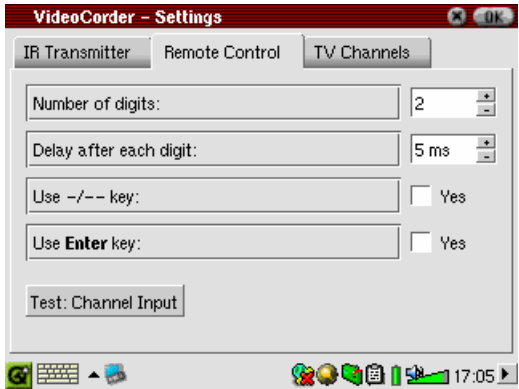 VideoCorder – Settings OK
IR Transmitter Remote Control TV Channels
Number of digits: 2
Delay after each digit: 5 ms
Use –/–– key: Yes
Use Enter key: Yes
Test: Channel Input
17:05